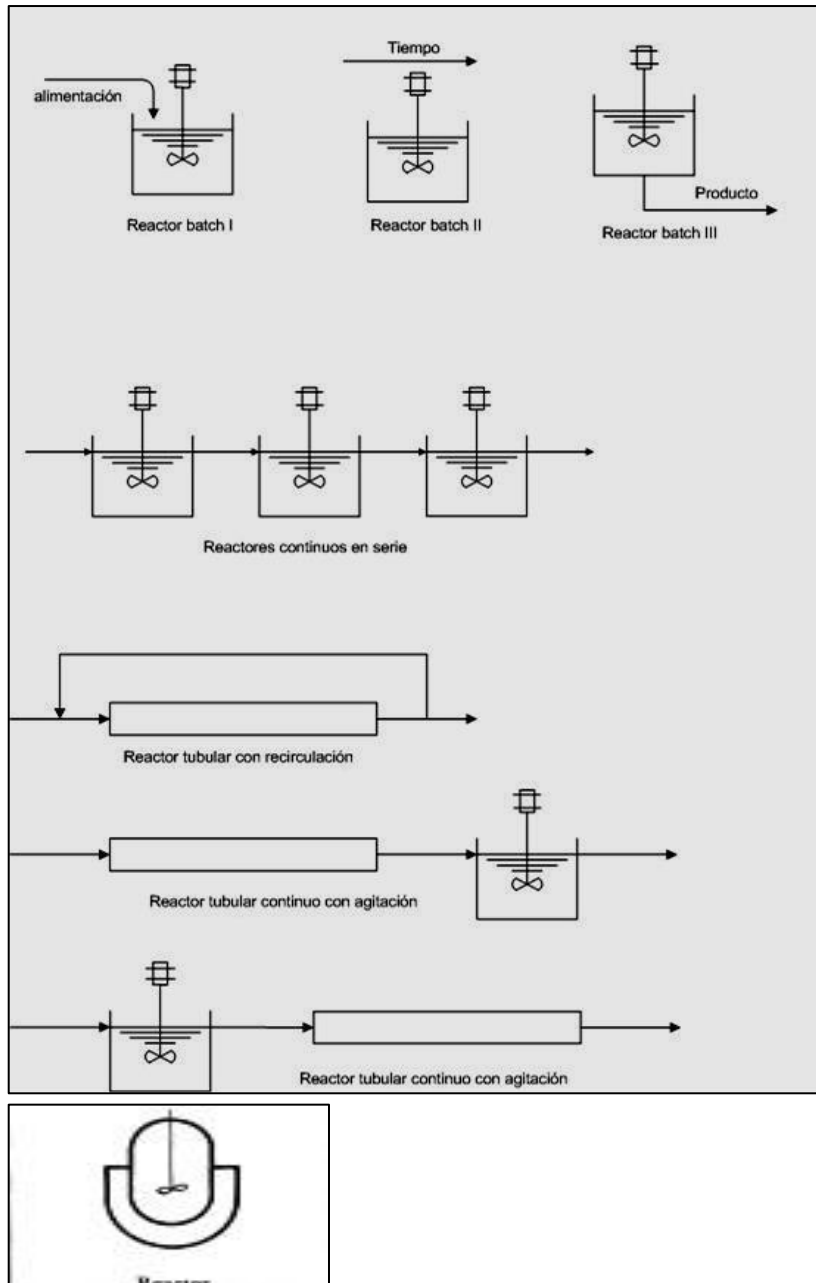 Tiempo
alimentación
Producto
Reactor batch I
Reactor batch II
Reactor batch III
Reactores continuos en serie
Reactor tubular con recirculación
Reactor tubular continuo con agitación
Reactor tubular continuo con agitación